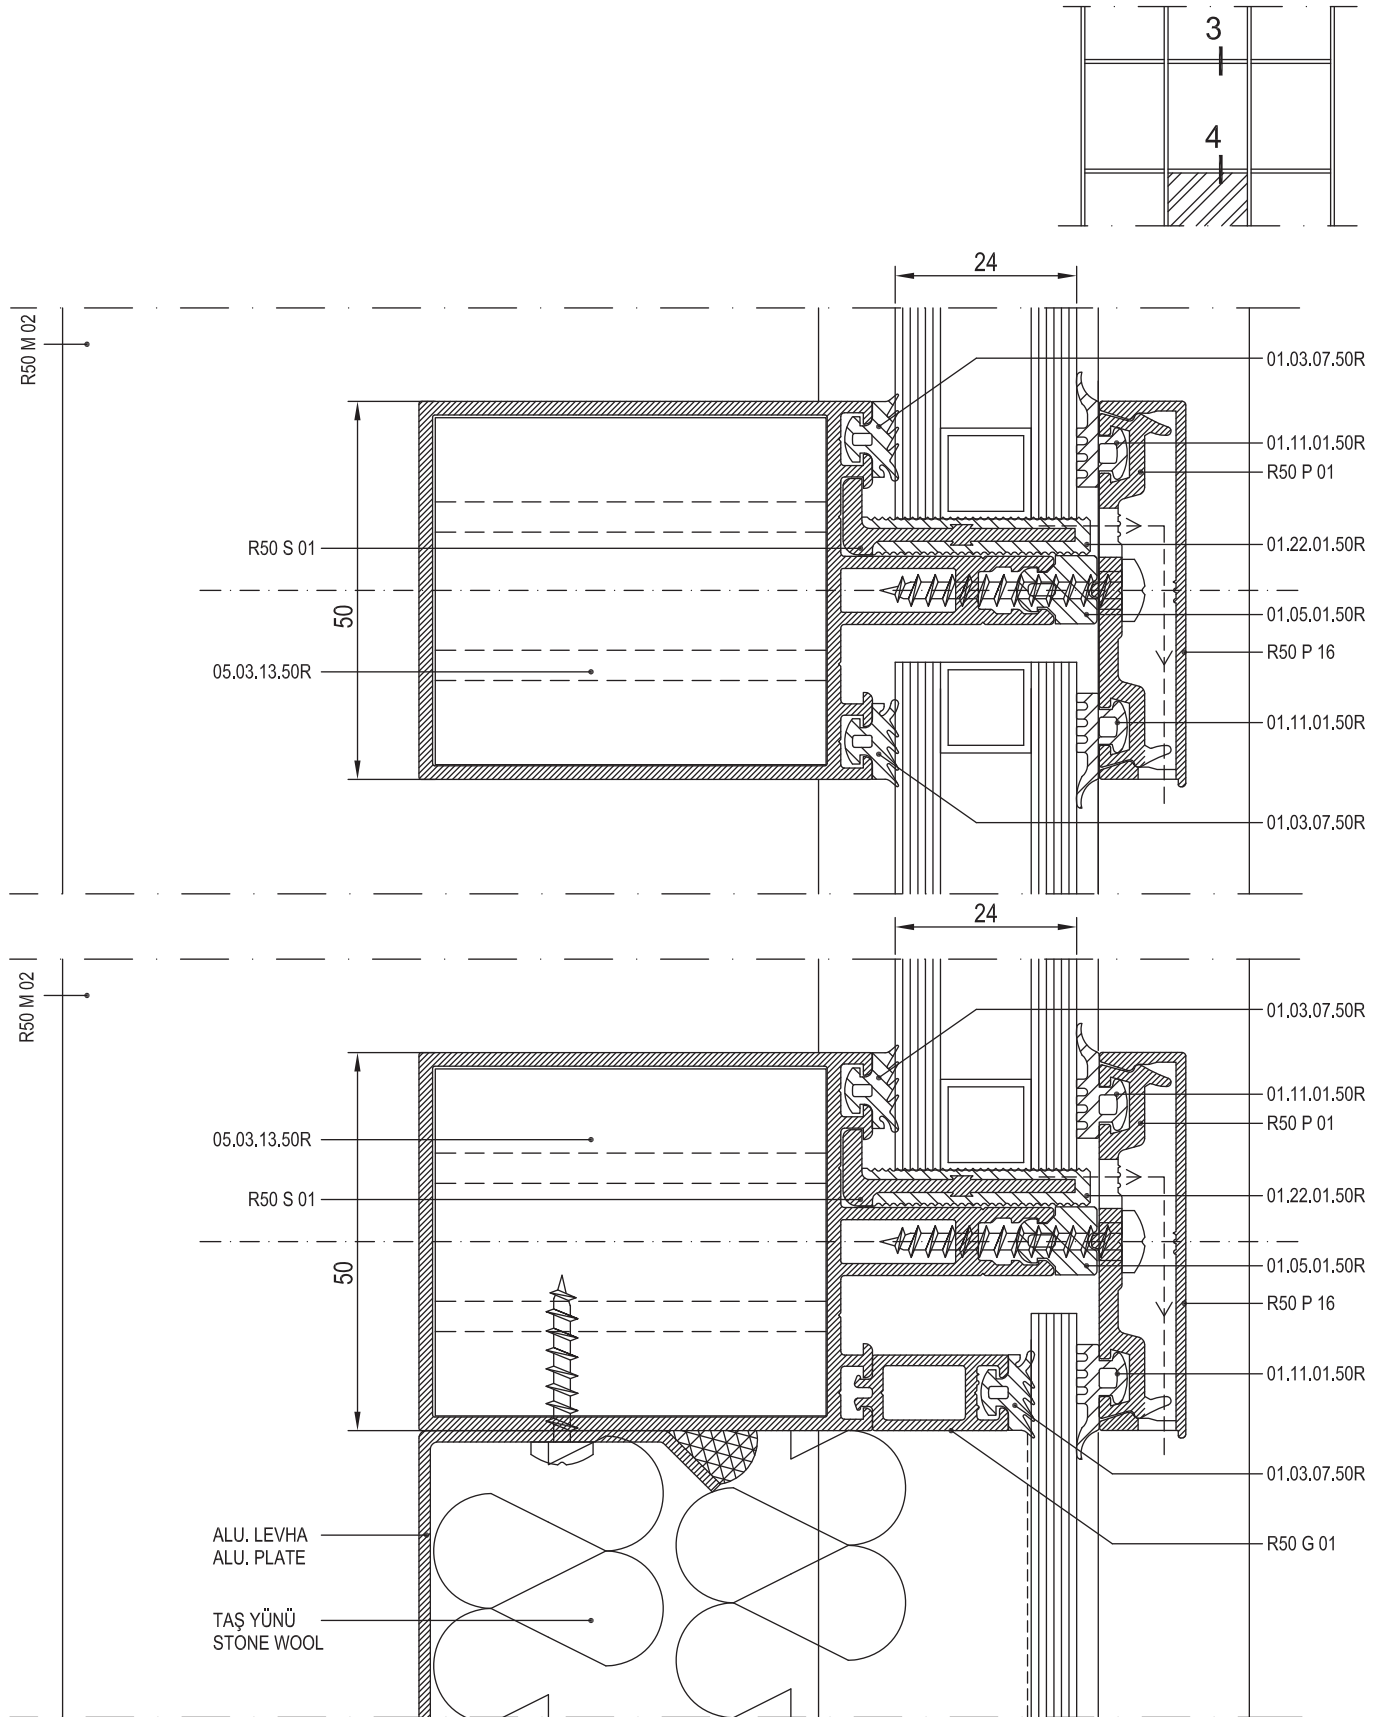 3
4
24
R50 M 02
01.03.07.50R
01.11.01.50R
R50 P 01
R50 S 01
01.22.01.50R
50
01.05.01.50R
R50 P 16
05.03.13.50R
01.11.01.50R
01.03.07.50R
24
R50 M 02
01.03.07.50R
01.11.01.50R
R50 P 01
05.03.13.50R
R50 S 01
01.22.01.50R
50
01.05.01.50R
R50 P 16
01.11.01.50R
01.03.07.50R
R50 G 01
ALU. LEVHA
ALU. PLATE
TAŞ YÜNÜ
STONE WOOL